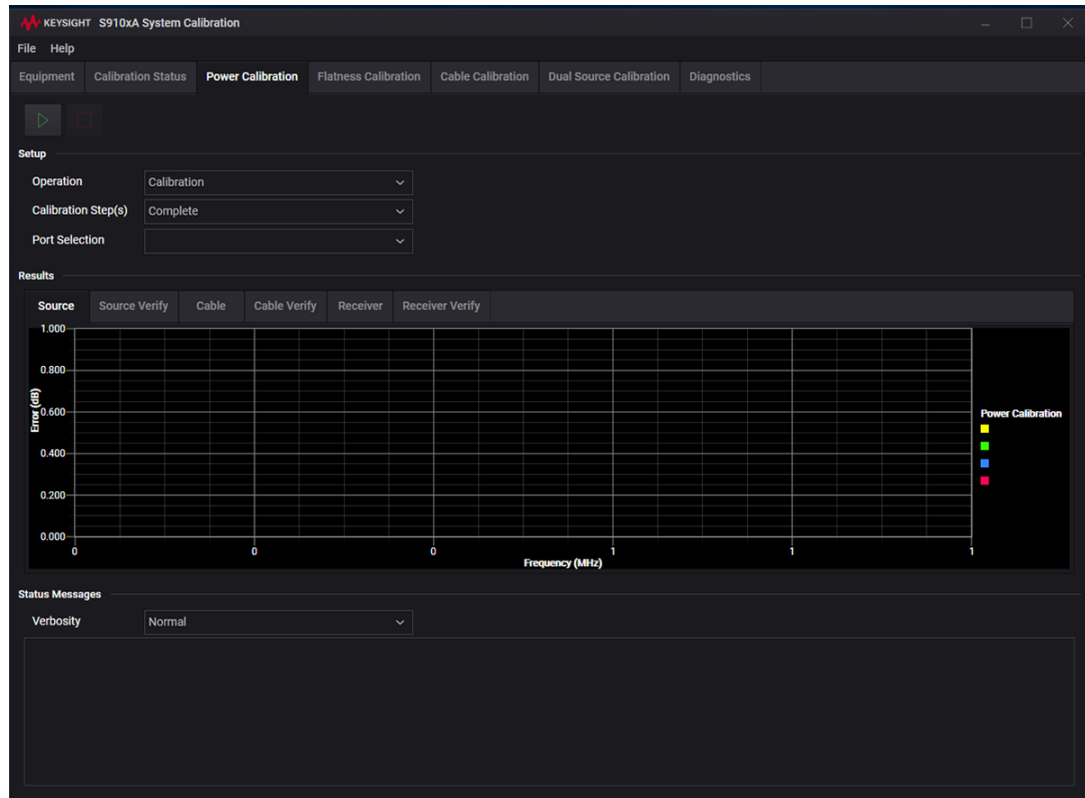 KEYSIGHT S910xA System Calibration
File Help
Equipment Calibration Status Power Calibration Flatness Calibration Cable Calibration Dual Source Calibration Diagnostics
Setup
Operation Calibration
Calibration Step(s) Complete
Port Selection
Results
Source Source Verify Cable Cable Verify Receiver Receiver Verify
1.000
0.800
0.600
0.400
0.200
0.000
Error (dB)
0 0 0 1 1 1
Frequency (MHz)
Power Calibration
Status Messages
Verbosity Normal